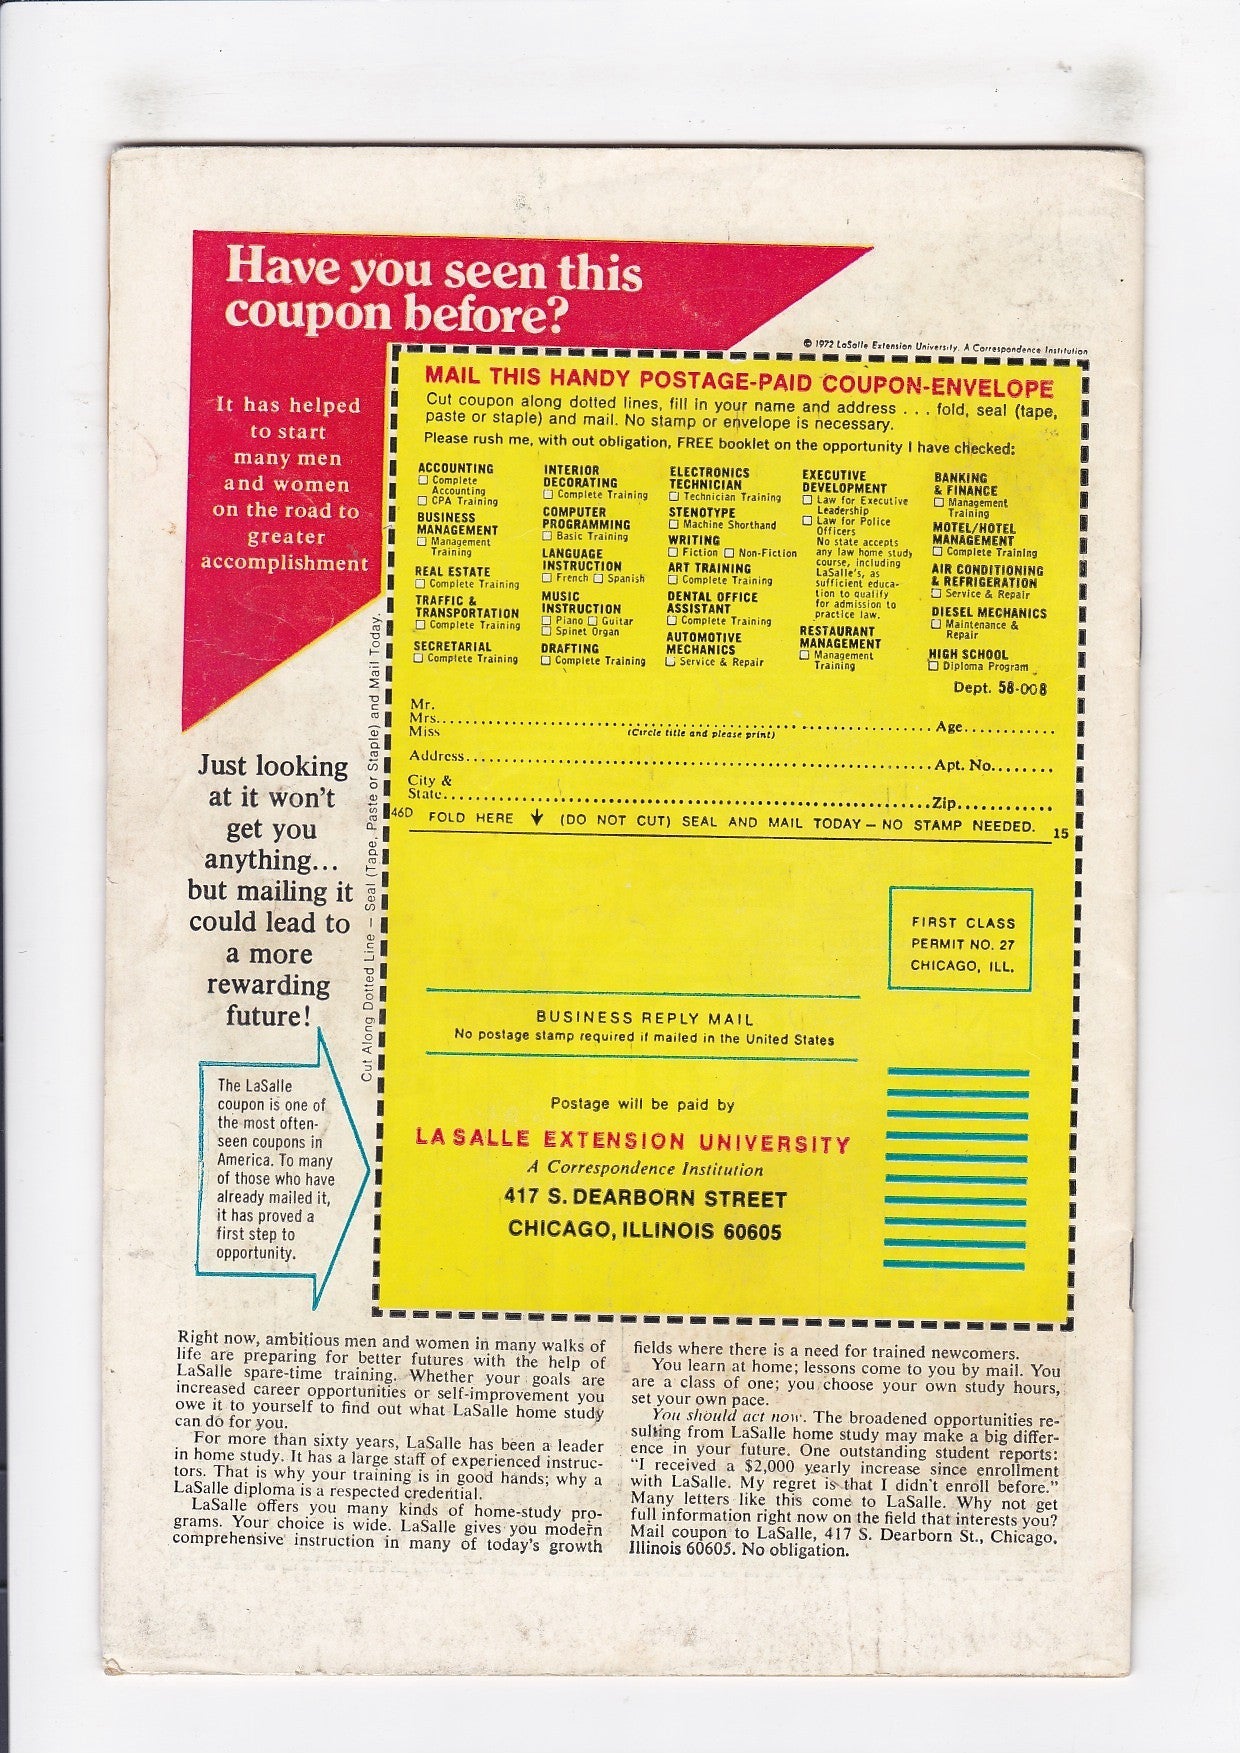 Have you seen this
coupon before?
It has helped
to start
many men
and women
on the road to
greater
accomplishment
Just looking
at it won't
get you
anything...
but mailing it
could lead to
a more
rewarding
future!
The LaSalle
coupon is one of
the most often-
seen coupons in
America. To many
of those who have
already mailed it,
it has proved a
first step to
opportunity.
Cut Along Dotted Line – Seal (Tape, Paste or Staple) and Mail Today.
© 1972 LaSalle Extension University. A Correspondence Institution
MAIL THIS HANDY POSTAGE-PAID COUPON-ENVELOPE
Cut coupon along dotted lines, fill in your name and address . . . fold, seal (tape,
paste or staple) and mail. No stamp or envelope is necessary.
Please rush me, with out obligation, FREE booklet on the opportunity I have checked:
ACCOUNTING
☐ Complete
Accounting
☐ CPA Training
BUSINESS
MANAGEMENT
☐ Management
Training
REAL ESTATE
☐ Complete Training
TRAFFIC &
TRANSPORTATION
☐ Complete Training
SECRETARIAL
☐ Complete Training
INTERIOR
DECORATING
☐ Complete Training
COMPUTER
PROGRAMMING
☐ Basic Training
LANGUAGE
INSTRUCTION
☐ French ☐ Spanish
MUSIC
INSTRUCTION
☐ Piano ☐ Guitar
☐ Spinet Organ
DRAFTING
☐ Complete Training
ELECTRONICS
TECHNICIAN
☐ Technician Training
STENOTYPE
☐ Machine Shorthand
WRITING
☐ Fiction ☐ Non-Fiction
ART TRAINING
☐ Complete Training
DENTAL OFFICE
ASSISTANT
☐ Complete Training
AUTOMOTIVE
MECHANICS
☐ Service & Repair
EXECUTIVE
DEVELOPMENT
☐ Law for Executive
Leadership
☐ Law for Police
Officers
No state accepts
any law home study
course, including
LaSalle's, as
sufficient educa-
tion to qualify
for admission to
practice law.
RESTAURANT
MANAGEMENT
☐ Management
Training
BANKING
& FINANCE
☐ Management
Training
MOTEL/HOTEL
MANAGEMENT
☐ Complete Training
AIR CONDITIONING
& REFRIGERATION
☐ Service & Repair
DIESEL MECHANICS
☐ Maintenance &
Repair
HIGH SCHOOL
☐ Diploma Program
Dept. 58-008
Mr.
Mrs. Age
Miss (Circle title and please print)
Address Apt. No.
City &
State Zip
46D FOLD HERE ↓ (DO NOT CUT) SEAL AND MAIL TODAY – NO STAMP NEEDED. 15
FIRST CLASS
PERMIT NO. 27
CHICAGO, ILL.
BUSINESS REPLY MAIL
No postage stamp required if mailed in the United States
Postage will be paid by
LA SALLE EXTENSION UNIVERSITY
A Correspondence Institution
417 S. DEARBORN STREET
CHICAGO, ILLINOIS 60605
Right now, ambitious men and women in many walks of
life are preparing for better futures with the help of
LaSalle spare-time training. Whether your goals are
increased career opportunities or self-improvement you
owe it to yourself to find out what LaSalle home study
can do for you.
For more than sixty years, LaSalle has been a leader
in home study. It has a large staff of experienced instruc-
tors. That is why your training is in good hands; why a
LaSalle diploma is a respected credential.
LaSalle offers you many kinds of home-study pro-
grams. Your choice is wide. LaSalle gives you modern
comprehensive instruction in many of today's growth
fields where there is a need for trained newcomers.
You learn at home; lessons come to you by mail. You
are a class of one; you choose your own study hours,
set your own pace.
You should act now. The broadened opportunities re-
sulting from LaSalle home study may make a big differ-
ence in your future. One outstanding student reports:
"I received a $2,000 yearly increase since enrollment
with LaSalle. My regret is that I didn't enroll before."
Many letters like this come to LaSalle. Why not get
full information right now on the field that interests you?
Mail coupon to LaSalle, 417 S. Dearborn St., Chicago,
Illinois 60605. No obligation.